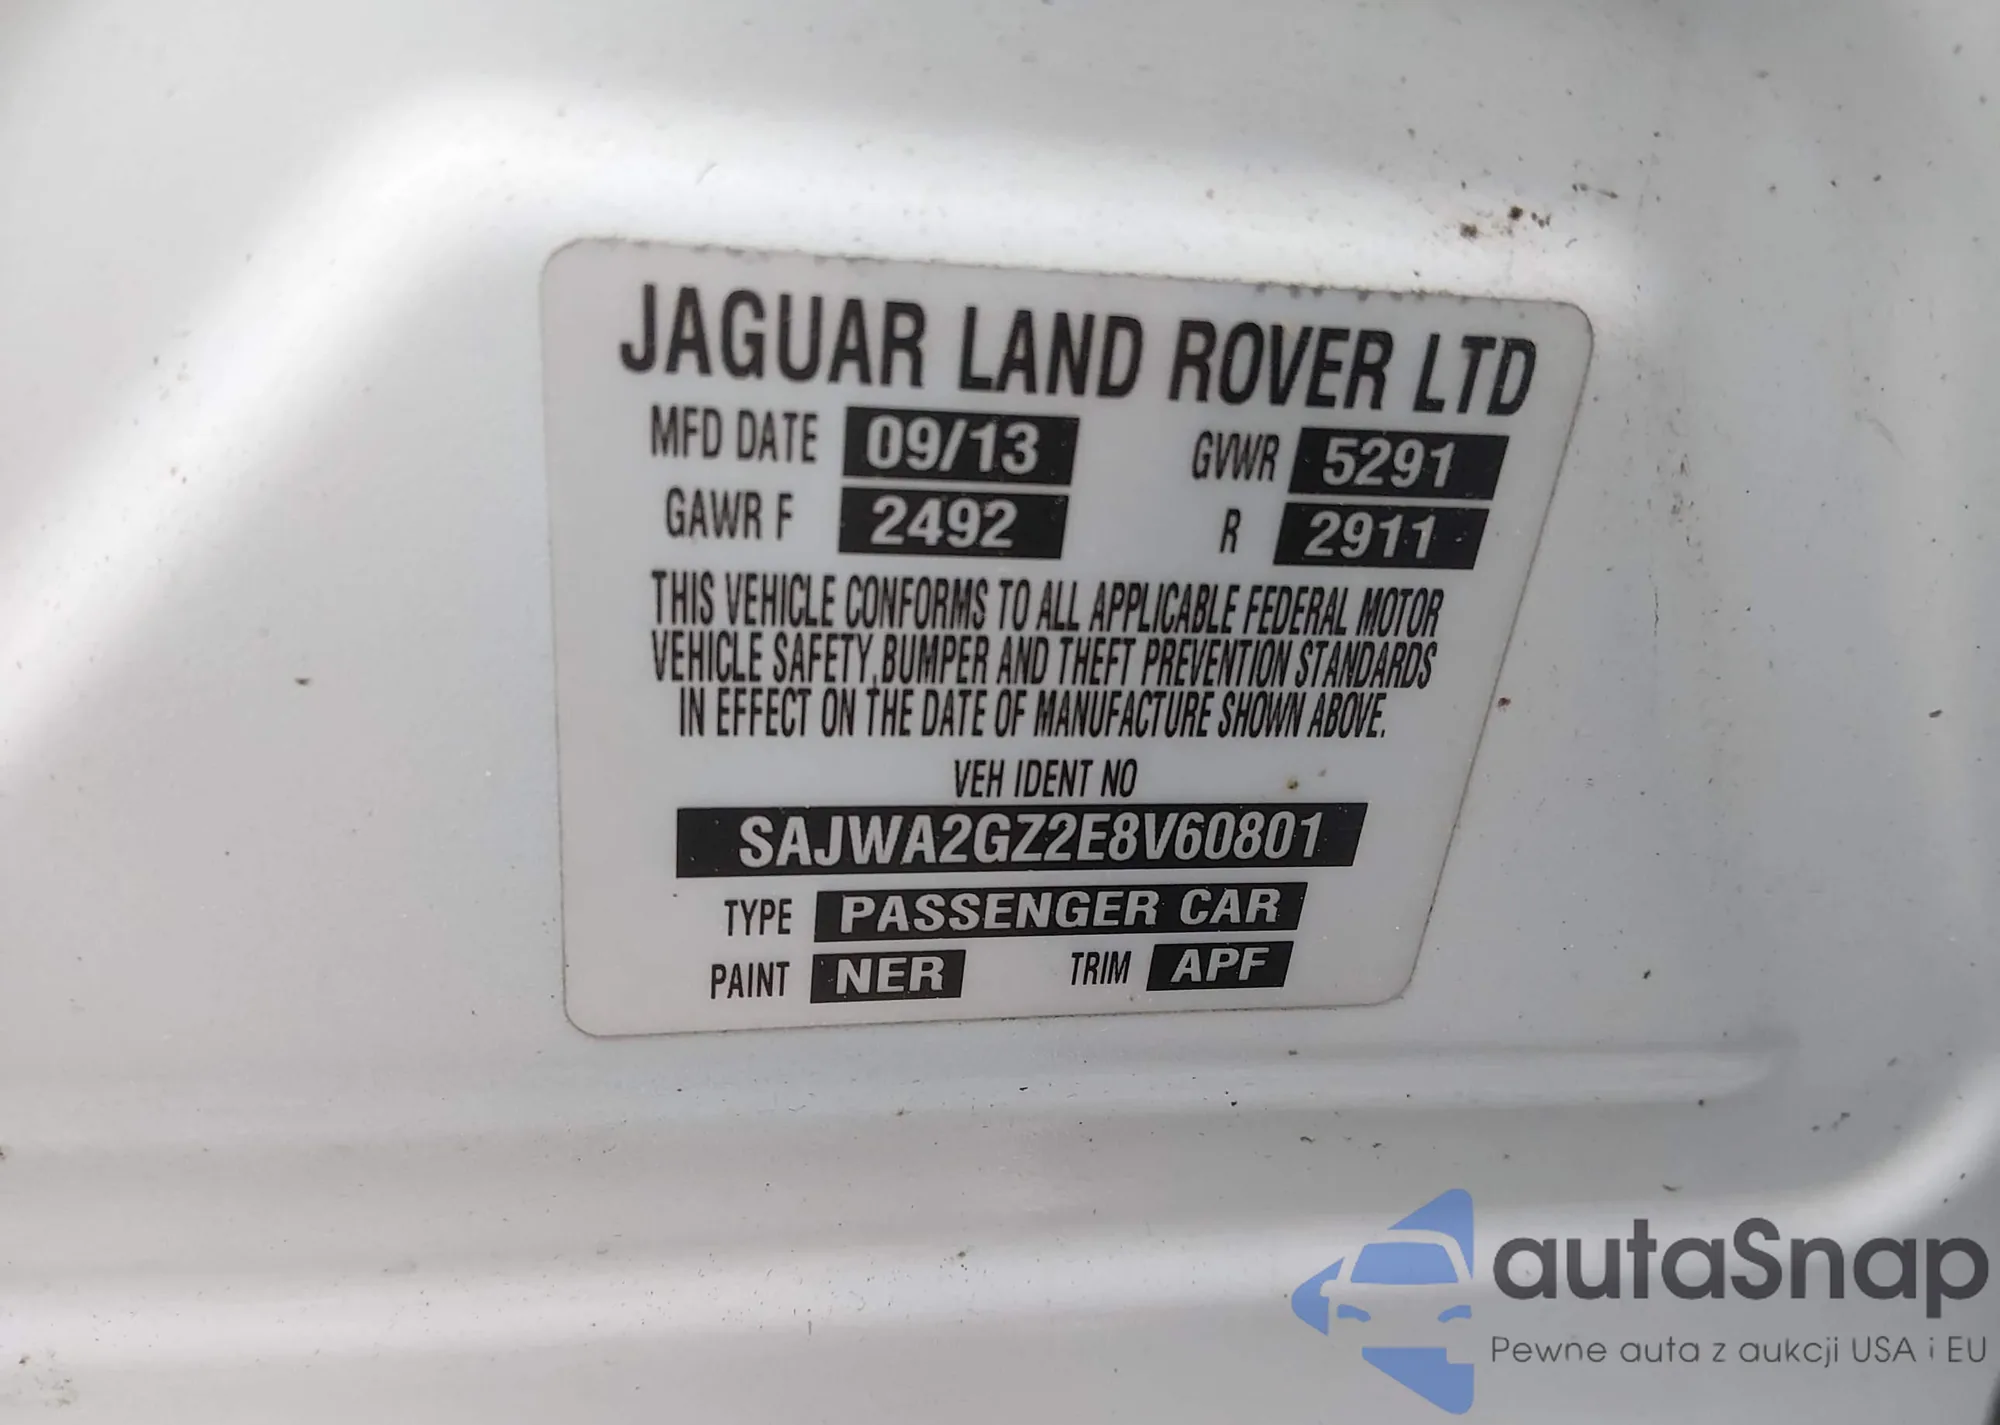 JAGUAR LAND ROVER LTD
MFD DATE 09/13 GVWR 5291
GAWR F 2492 R 2911
THIS VEHICLE CONFORMS TO ALL APPLICABLE FEDERAL MOTOR
VEHICLE SAFETY, BUMPER AND THEFT PREVENTION STANDARDS
IN EFFECT ON THE DATE OF MANUFACTURE SHOWN ABOVE.
VEH IDENT NO
SAJWA2GZ2E8V60801
TYPE PASSENGER CAR
PAINT NER TRIM APF
autaSnap
Pewne auta z aukcji USA i EU